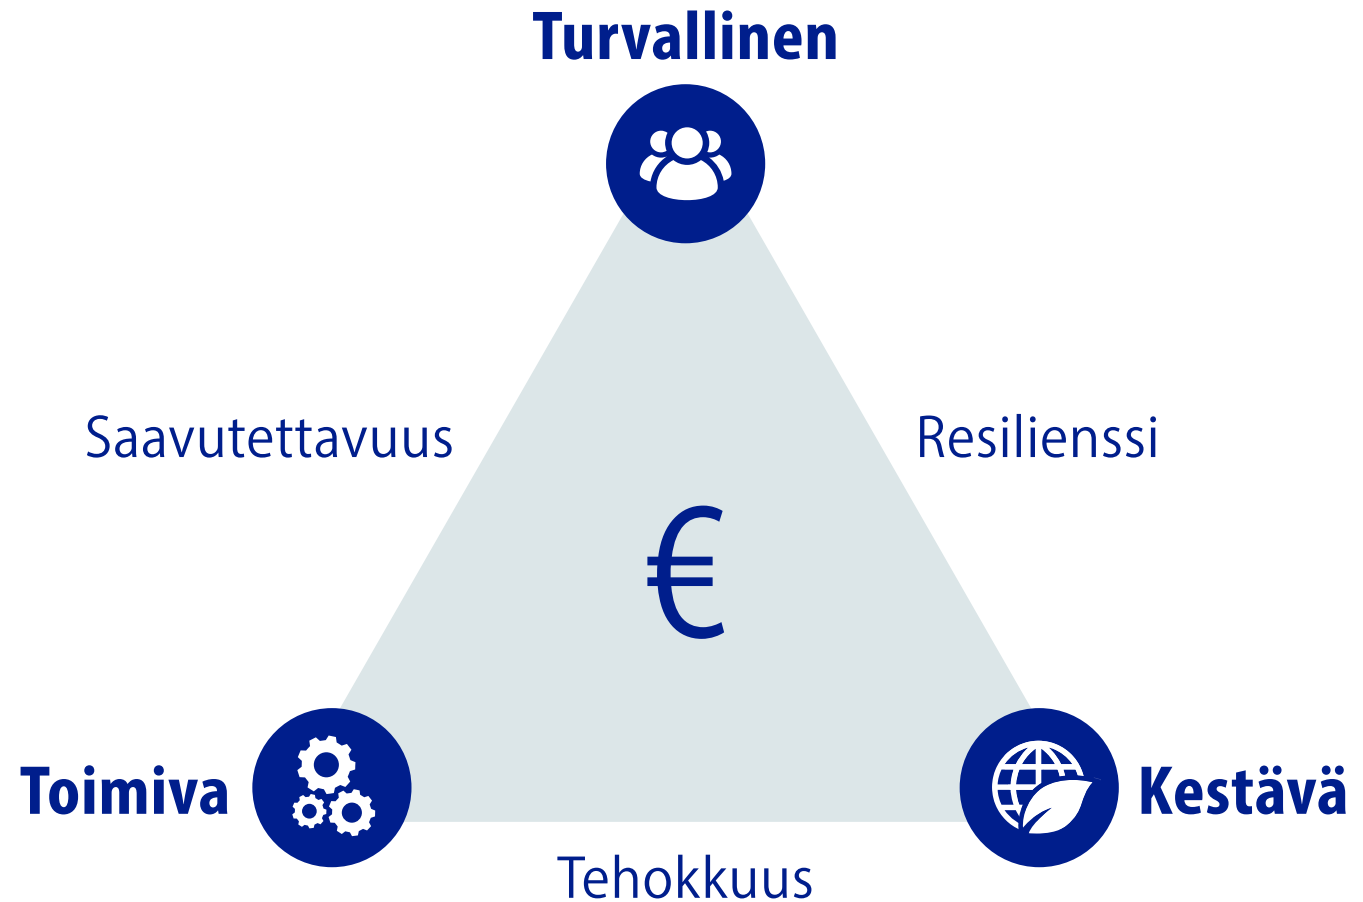 Turvallinen
Saavutettavuus
Resilienssi
€
Toimiva
Kestävä
Tehokkuus